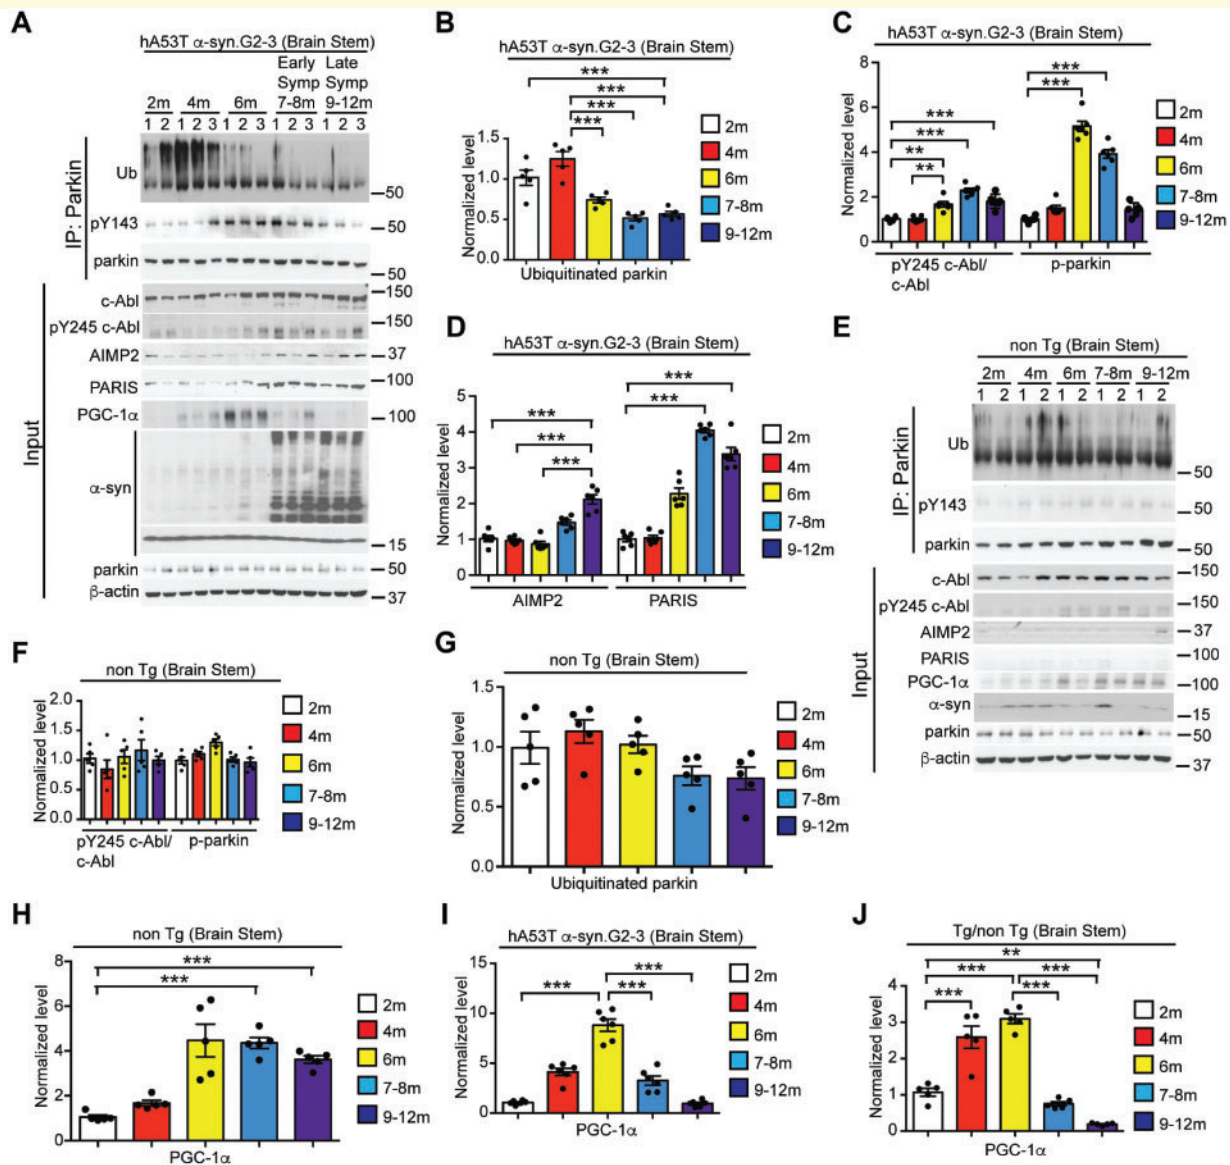 A
hA53T α-syn.G2-3 (Brain Stem)
Early Late
Symp Symp
2m 4m 6m 7-8m 9-12m
1 2 1 2 3 1 2 3 1 2 3 1 2 3
IP: Parkin
Ub
50
pY143
50
parkin
50
Input
c-Abl
150
pY245 c-Abl
150
AIMP2
37
PARIS
100
PGC-1α
100
α-syn
15
parkin
50
β-actin
37
B
hA53T α-syn.G2-3 (Brain Stem)
***
***
***
***
Normalized level
1.5
1.0
0.5
0.0
Ubiquitinated parkin
2m
4m
6m
7-8m
9-12m
C
hA53T α-syn.G2-3 (Brain Stem)
***
***
***
***
**
**
Normalized level
8
6
4
2
0
pY245 c-Abl/
c-Abl
p-parkin
2m
4m
6m
7-8m
9-12m
D
hA53T α-syn.G2-3 (Brain Stem)
***
***
***
***
***
Normalized level
5
4
3
2
1
0
AIMP2
PARIS
2m
4m
6m
7-8m
9-12m
E
non Tg (Brain Stem)
2m 4m 6m 7-8m 9-12m
1 2 1 2 1 2 1 2 1 2
IP: Parkin
Ub
50
pY143
50
parkin
50
Input
c-Abl
150
pY245 c-Abl
150
AIMP2
37
PARIS
100
PGC-1α
100
α-syn
15
parkin
50
β-actin
37
F
non Tg (Brain Stem)
Normalized level
2.0
1.5
1.0
0.5
0.0
pY245 c-Abl/
c-Abl
p-parkin
2m
4m
6m
7-8m
9-12m
G
non Tg (Brain Stem)
Normalized level
1.5
1.0
0.5
0.0
Ubiquitinated parkin
2m
4m
6m
7-8m
9-12m
H
non Tg (Brain Stem)
***
***
Normalized level
8
6
4
2
0
PGC-1α
2m
4m
6m
7-8m
9-12m
I
hA53T α-syn.G2-3 (Brain Stem)
***
***
***
Normalized level
15
10
5
0
PGC-1α
2m
4m
6m
7-8m
9-12m
J
Tg/non Tg (Brain Stem)
**
***
***
***
***
Normalized level
4
3
2
1
0
PGC-1α
2m
4m
6m
7-8m
9-12m